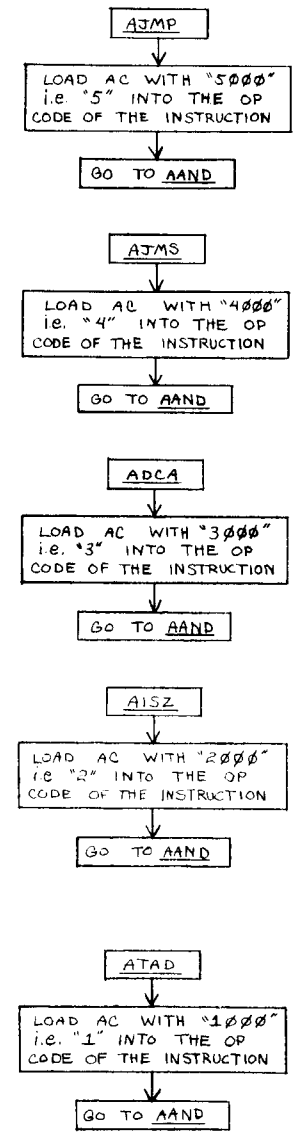 AJMP
LOAD AC WITH "5ØØØ"
i.e. "5" INTO THE OP
CODE OF THE INSTRUCTION
GO TO AAND
AJMS
LOAD AC WITH "4ØØØ"
i.e. "4" INTO THE OP
CODE OF THE INSTRUCTION
GO TO AAND
ADCA
LOAD AC WITH "3ØØØ"
i.e. "3" INTO THE OP
CODE OF THE INSTRUCTION
GO TO AAND
AISZ
LOAD AC WITH "2ØØØ"
i.e "2" INTO THE OP
CODE OF THE INSTRUCTION
GO TO AAND
ATAD
LOAD AC WITH "1ØØØ"
i.e. "1" INTO THE OP
CODE OF THE INSTRUCTION
GO TO AAND